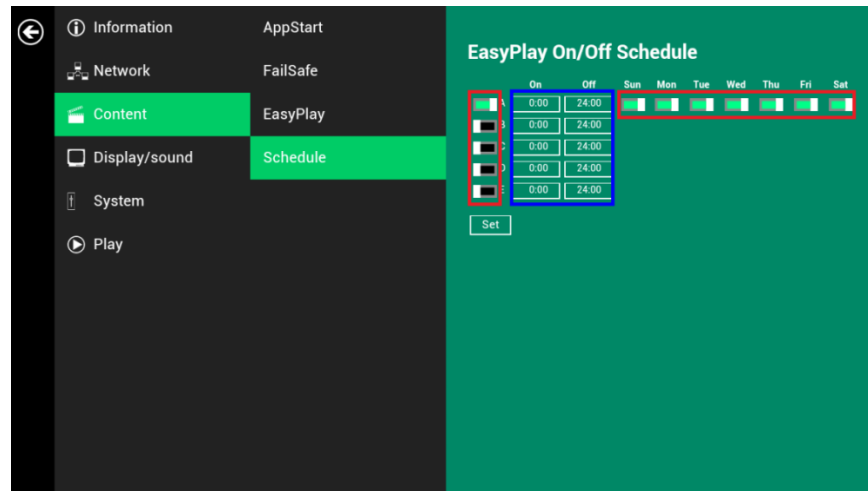 Information
Network
Content
Display/sound
System
Play
AppStart
FailSafe
EasyPlay
Schedule
EasyPlay On/Off Schedule
On Off Sun Mon Tue Wed Thu Fri Sat
A 0:00 24:00
B 0:00 24:00
C 0:00 24:00
D 0:00 24:00
E 0:00 24:00
Set